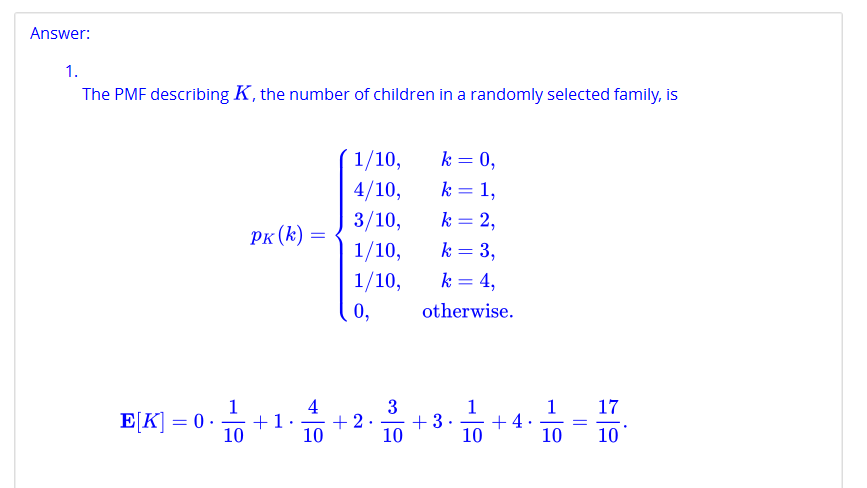 Answer:
1.
The PMF describing K, the number of children in a randomly selected family, is
1/10, k = 0,
4/10, k = 1,
3/10, k = 2,
p_K(k) = {
1/10, k = 3,
1/10, k = 4,
0, otherwise.
E[K] = 0 · 1/10 + 1 · 4/10 + 2 · 3/10 + 3 · 1/10 + 4 · 1/10 = 17/10.